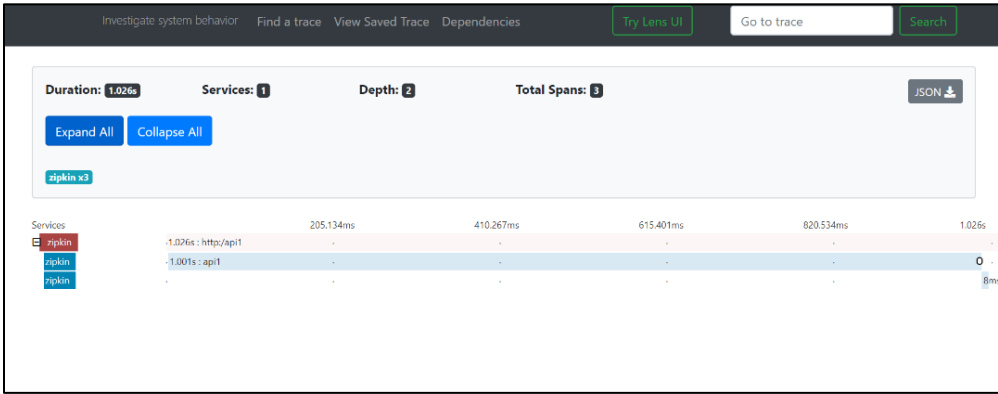 Investigate system behavior Find a trace View Saved Trace Dependencies Try Lens UI Go to trace Search
Duration: 1.026s Services: 1 Depth: 2 Total Spans: 3 JSON
Expand All Collapse All
zipkin x3
Services 205.134ms 410.267ms 615.401ms 820.534ms 1.026s
zipkin 1.026s : http:/api1
zipkin 1.001s : api1 O
zipkin 8ms